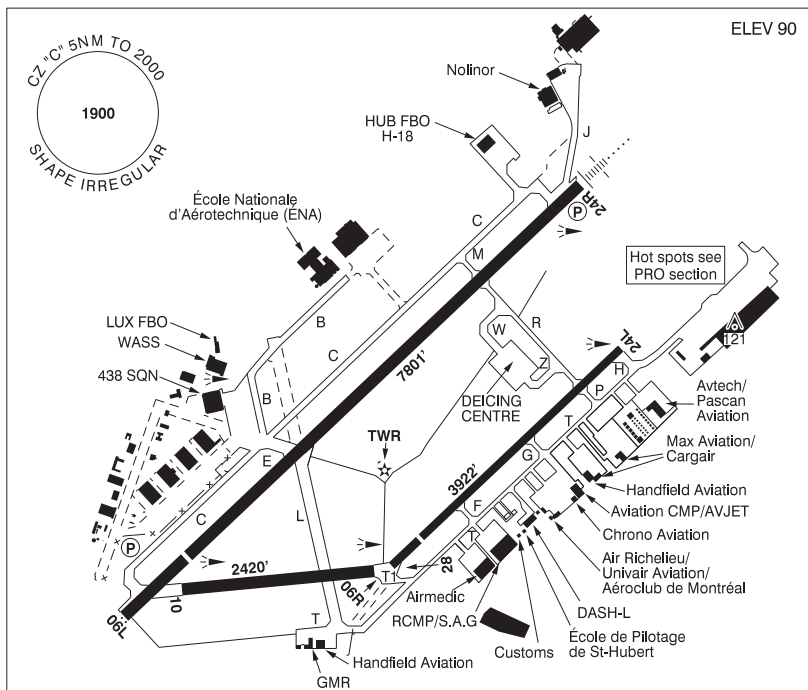 CZ "C" 5NM TO 2000
1900
SHAPE IRREGULAR
ELEV 90
Nolinor
HUB FBO
H-18
J
École Nationale
d'Aérotechnique (ÉNA)
C
24R
P
M
Hot spots see
PRO section
B
W
R
LUX FBO
WASS
438 SQN
C
7801'
24L
121
Z
H
B
DEICING
CENTRE
P
Avtech/
Pascan
Aviation
T
TWR
E
3922'
G
Max Aviation/
Cargair
L
Handfield Aviation
F
Aviation CMP/AVJET
C
T
Chrono Aviation
P
28
2420'
T1
Air Richelieu/
Univair Aviation/
Aéroclub de Montréal
10
06R
Airmedic
06L
T
RCMP/S.A.G
DASH-L
Customs
École de Pilotage
de St-Hubert
Handfield Aviation
GMR